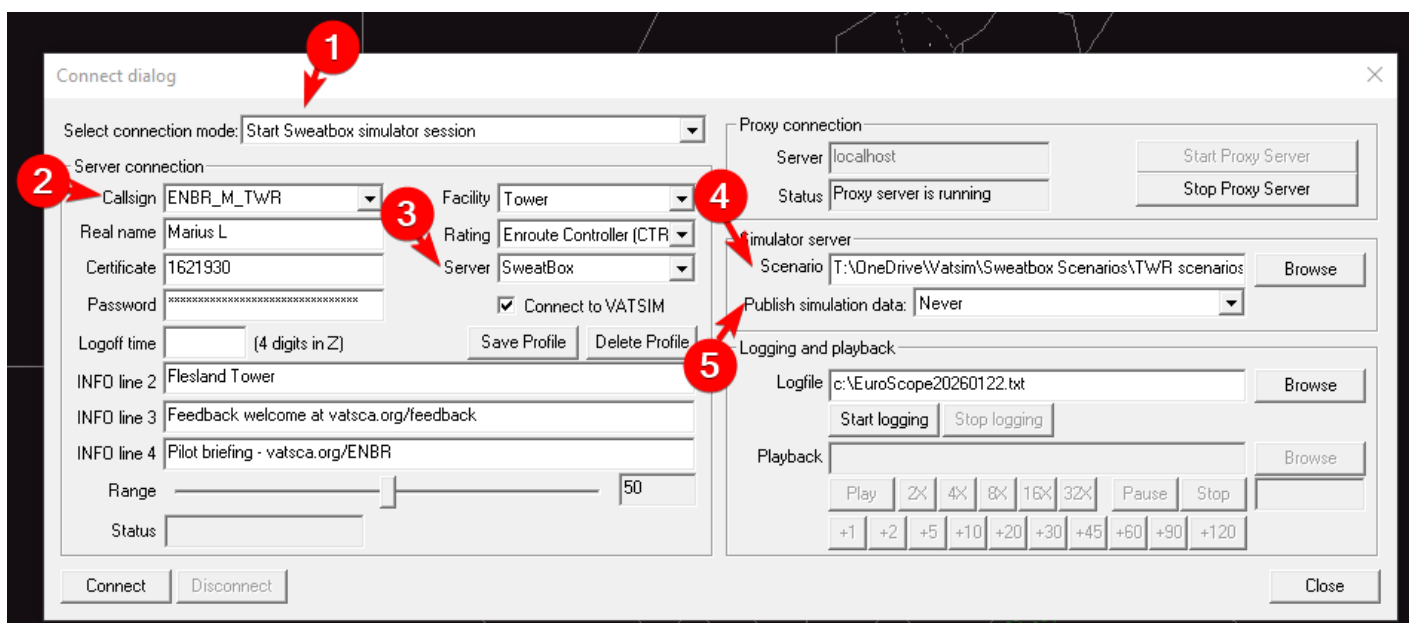 1
Connect dialog
Select connection mode: Start Sweatbox simulator session
Server connection
2
Callsign ENBR_M_TWR
Facility Tower
Real name Marius L
3
Rating Enroute Controller (CTR
Certificate 1621930
Server SweatBox
Password ********************************
Connect to VATSIM
Logoff time (4 digits in Z)
Save Profile Delete Profile
INFO line 2 Flesland Tower
INFO line 3 Feedback welcome at vatsca.org/feedback
INFO line 4 Pilot briefing - vatsca.org/ENBR
Range 50
Status
Connect Disconnect
Proxy connection
Server localhost Start Proxy Server
Status Proxy server is running Stop Proxy Server
4
Simulator server
Scenario T:\OneDrive\Vatsim\Sweatbox Scenarios\TWR scenarios Browse
Publish simulation data: Never
5
Logging and playback
Logfile c:\EuroScope20260122.txt Browse
Start logging Stop logging
Playback Browse
Play 2X 4X 8X 16X 32X Pause Stop
+1 +2 +5 +10 +20 +30 +45 +60 +90 +120
Close